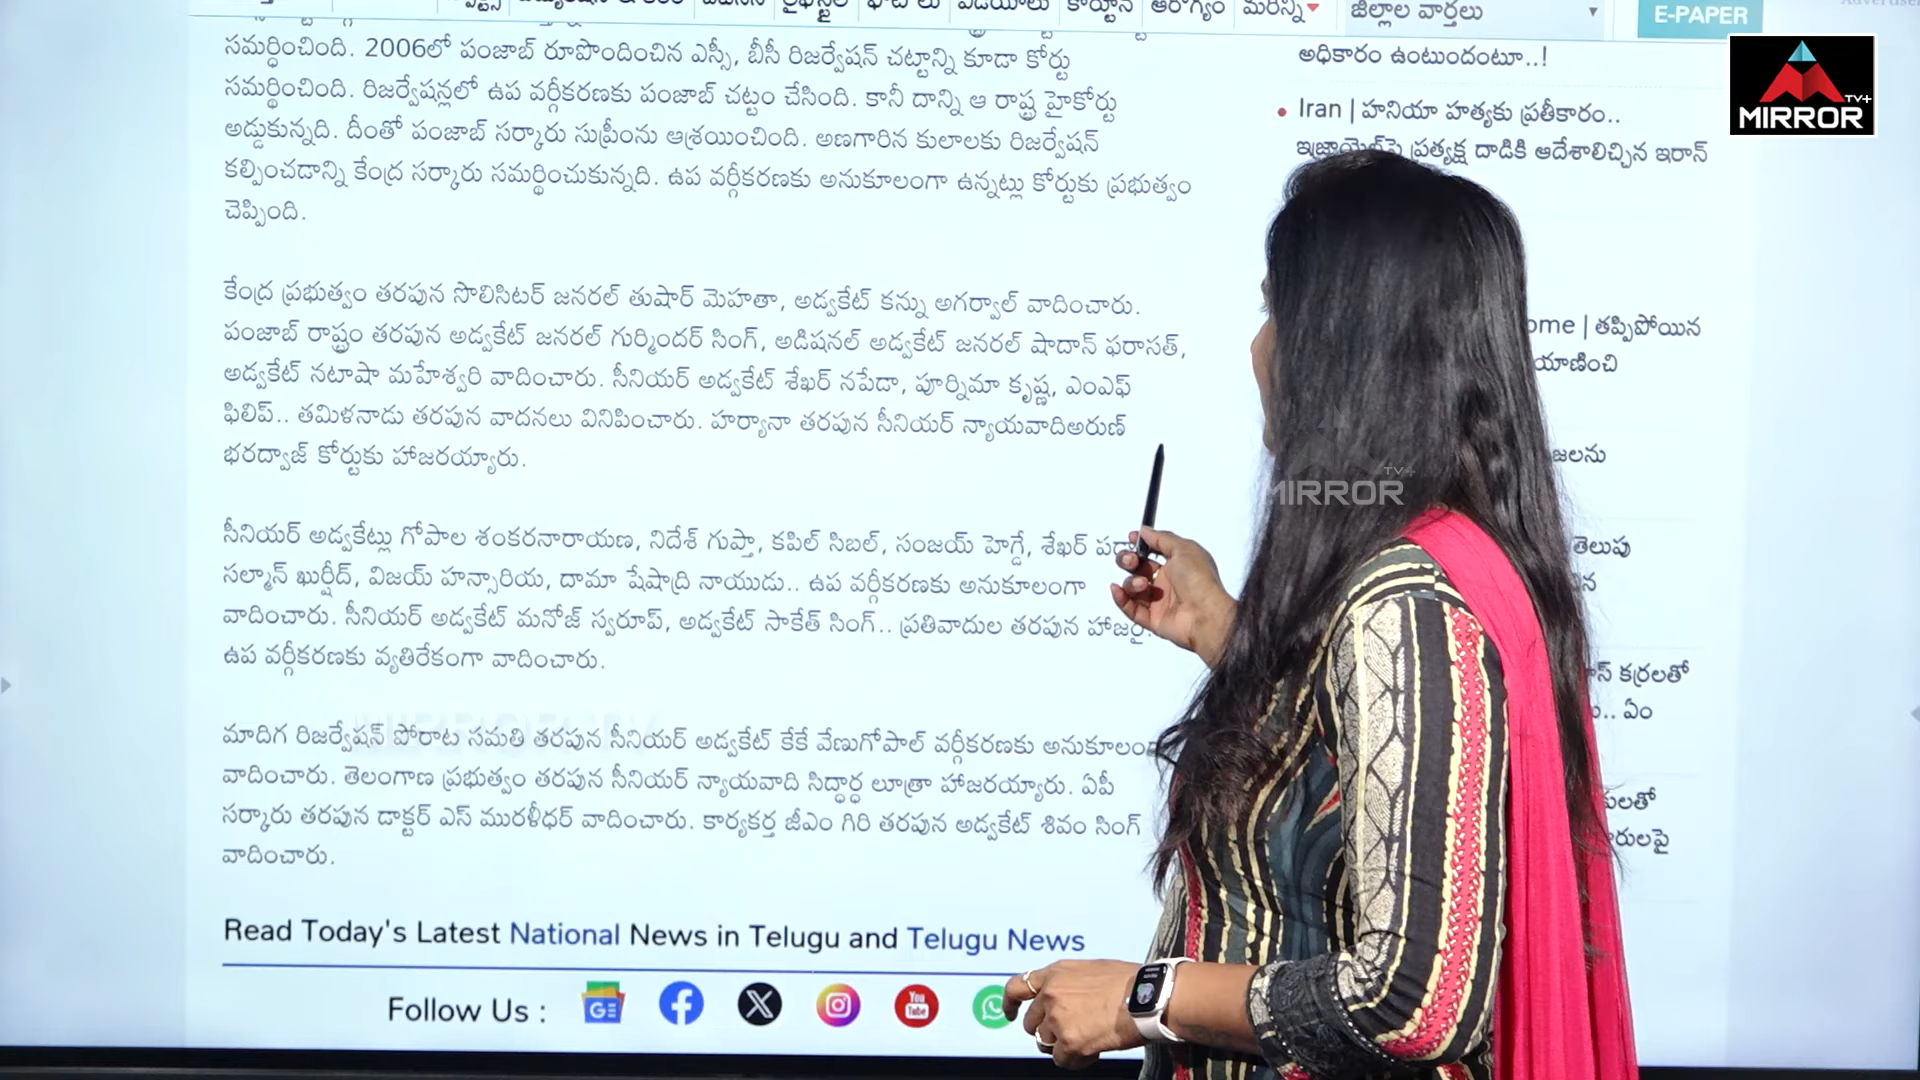 జిల్లాల వార్తలు
E-PAPER
సమర్ధించింది. 2006లో పంజాబ్ రూపొందించిన ఎస్సీ, బీసీ రిజర్వేషన్ చట్టాన్ని కూడా కోర్టు
సమర్థించింది. రిజర్వేషన్లలో ఉప వర్గీకరణకు పంజాబ్ చట్టం చేసింది. కానీ దాన్ని ఆ రాష్ట్ర హైకోర్టు
అడ్డుకున్నది. దీంతో పంజాబ్ సర్కారు సుప్రీంను ఆశ్రయించింది. అణగారిన కులాలకు రిజర్వేషన్
కల్పించడాన్ని కేంద్ర సర్కారు సమర్థించుకున్నది. ఉప వర్గీకరణకు అనుకూలంగా ఉన్నట్లు కోర్టుకు ప్రభుత్వం
చెప్పింది.
కేంద్ర ప్రభుత్వం తరపున సొలిసిటర్ జనరల్ తుషార్ మెహతా, అడ్వకేట్ కన్ను అగర్వాల్ వాదించారు.
పంజాబ్ రాష్ట్రం తరపున అడ్వకేట్ జనరల్ గుర్మిందర్ సింగ్, అడిషనల్ అడ్వకేట్ జనరల్ షాదాన్ ఫరాసత్,
అడ్వకేట్ నటాషా మహేశ్వరి వాదించారు. సీనియర్ అడ్వకేట్ శేఖర్ నపేడా, పూర్నిమా కృష్ణ, ఎంఎఫ్
ఫిలిప్.. తమిళనాడు తరపున వాదనలు వినిపించారు. హర్యానా తరపున సీనియర్ న్యాయవాదిఅరుణ్
భరద్వాజ్ కోర్టుకు హాజరయ్యారు.
సీనియర్ అడ్వకేట్లు గోపాల శంకరనారాయణ, నిదేశ్ గుప్తా, కపిల్ సిబల్, సంజయ్ హెగ్డే, శేఖర్
సల్మాన్ ఖుర్షీద్, విజయ్ హన్సారియ, దామా షేషాద్రి నాయుడు.. ఉప వర్గీకరణకు అనుకూలంగా
వాదించారు. సీనియర్ అడ్వకేట్ మనోజ్ స్వరూప్, అడ్వకేట్ సాకేత్ సింగ్.. ప్రతివాదుల తరపున
ఉప వర్గీకరణకు వ్యతిరేకంగా వాదించారు.
మాదిగ రిజర్వేషన్ పోరాట సమతి తరపున సీనియర్ అడ్వకేట్ కేకే వేణుగోపాల్ వర్గీకరణకు
వాదించారు. తెలంగాణ ప్రభుత్వం తరపున సీనియర్ న్యాయవాది సిద్ధార్ధ లూత్రా హాజరయ్యారు. ఏపీ
సర్కారు తరపున డాక్టర్ ఎస్ మురళీధర్ వాదించారు. కార్యకర్త జీఎం గిరి తరపున అడ్వకేట్ శివం సింగ్
వాదించారు.
Read Today's Latest National News in Telugu and Telugu News
Follow Us :
అధికారం ఉంటుందంటూ..!
Iran | హనియా హత్యకు ప్రతీకారం..
ఇజ్రాయెల్‌పై ప్రత్యక్ష దాడికి ఆదేశాలిచ్చిన ఇరాన్
| తప్పిపోయిన
తెలుపు
కర్రలతో
ఏం
MIRROR TV+
MIRROR TV+